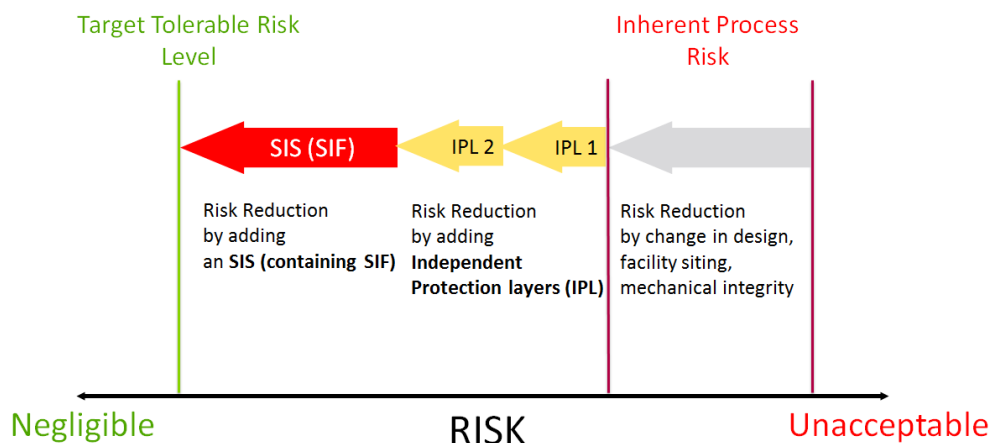 Target Tolerable Risk
Level
Inherent Process
Risk
SIS (SIF)
IPL 2
IPL 1
Risk Reduction
by adding
an SIS (containing SIF)
Risk Reduction
by adding
Independent
Protection layers (IPL)
Risk Reduction
by change in design,
facility siting,
mechanical integrity
Negligible
RISK
Unacceptable